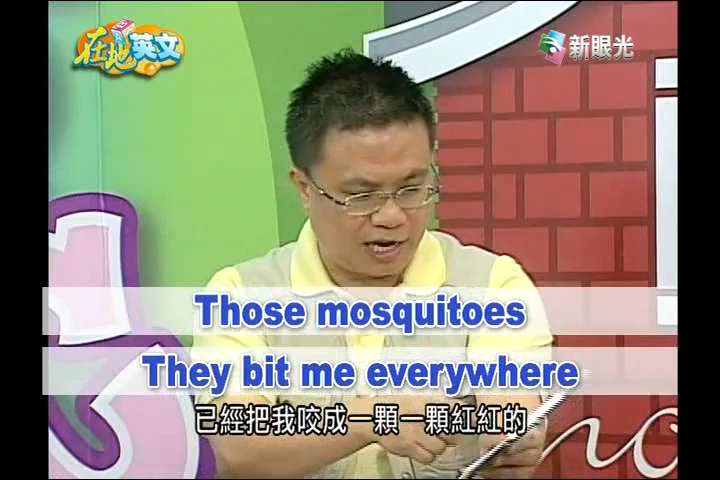 在地英文
新眼光
Those mosquitoes
They bit me everywhere
已經把我咬成一顆一顆紅紅的